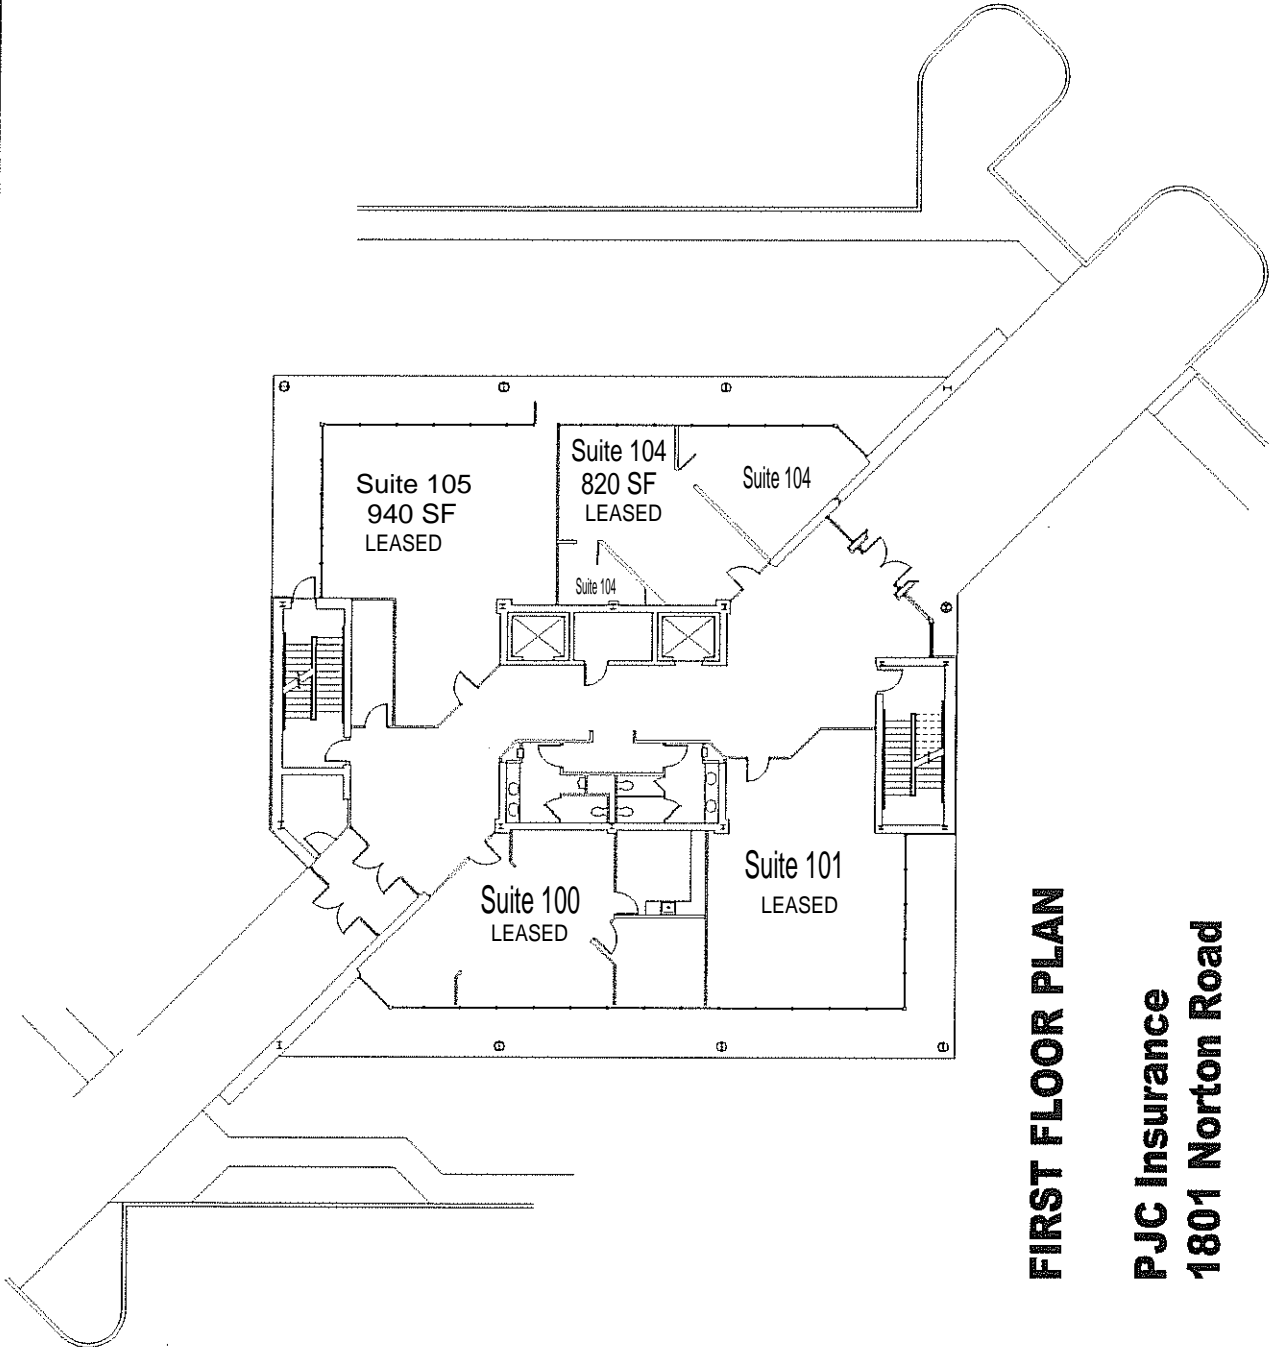 Suite 105
940 SF
LEASED
Suite 104
820 SF
LEASED
Suite 104
Suite 104
Suite 100
LEASED
Suite 101
LEASED
FIRST FLOOR PLAN
PJC Insurance
1801 Norton Road